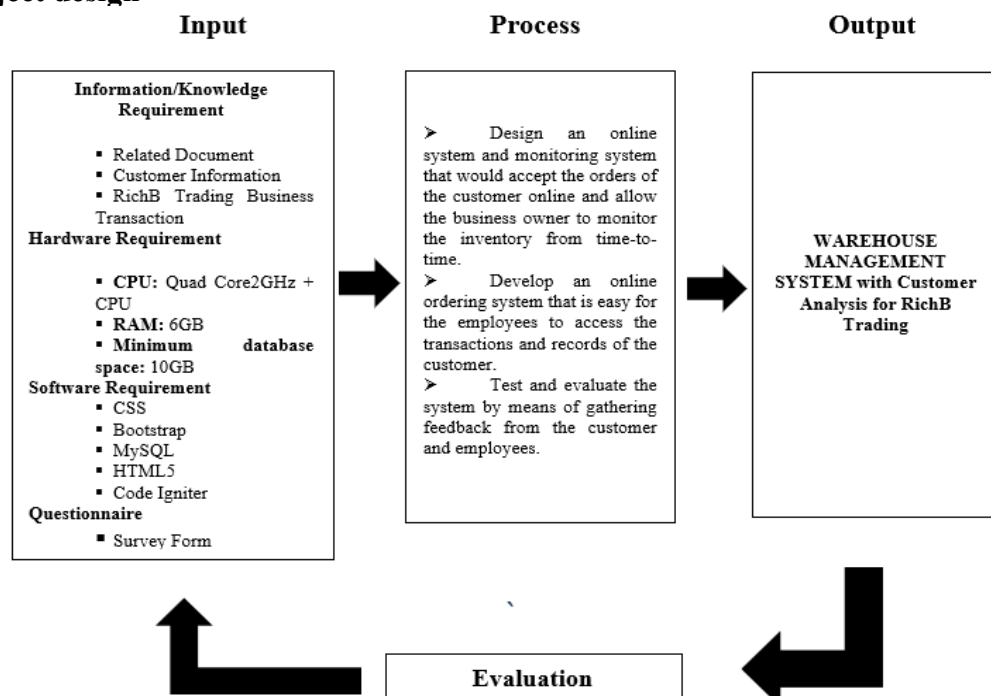 ject design
Input
Process
Output
Information/Knowledge
Requirement
▪ Related Document
▪ Customer Information
▪ RichB Trading Business
Transaction
Hardware Requirement
▪ CPU: Quad Core2GHz +
CPU
▪ RAM: 6GB
▪ Minimum database
space: 10GB
Software Requirement
▪ CSS
▪ Bootstrap
▪ MySQL
▪ HTML5
▪ Code Igniter
Questionnaire
▪ Survey Form
➢ Design an online
system and monitoring system
that would accept the orders of
the customer online and allow
the business owner to monitor
the inventory from time-to-
time.
➢ Develop an online
ordering system that is easy for
the employees to access the
transactions and records of the
customer.
➢ Test and evaluate the
system by means of gathering
feedback from the customer
and employees.
WAREHOUSE
MANAGEMENT
SYSTEM with Customer
Analysis for RichB
Trading
`
Evaluation